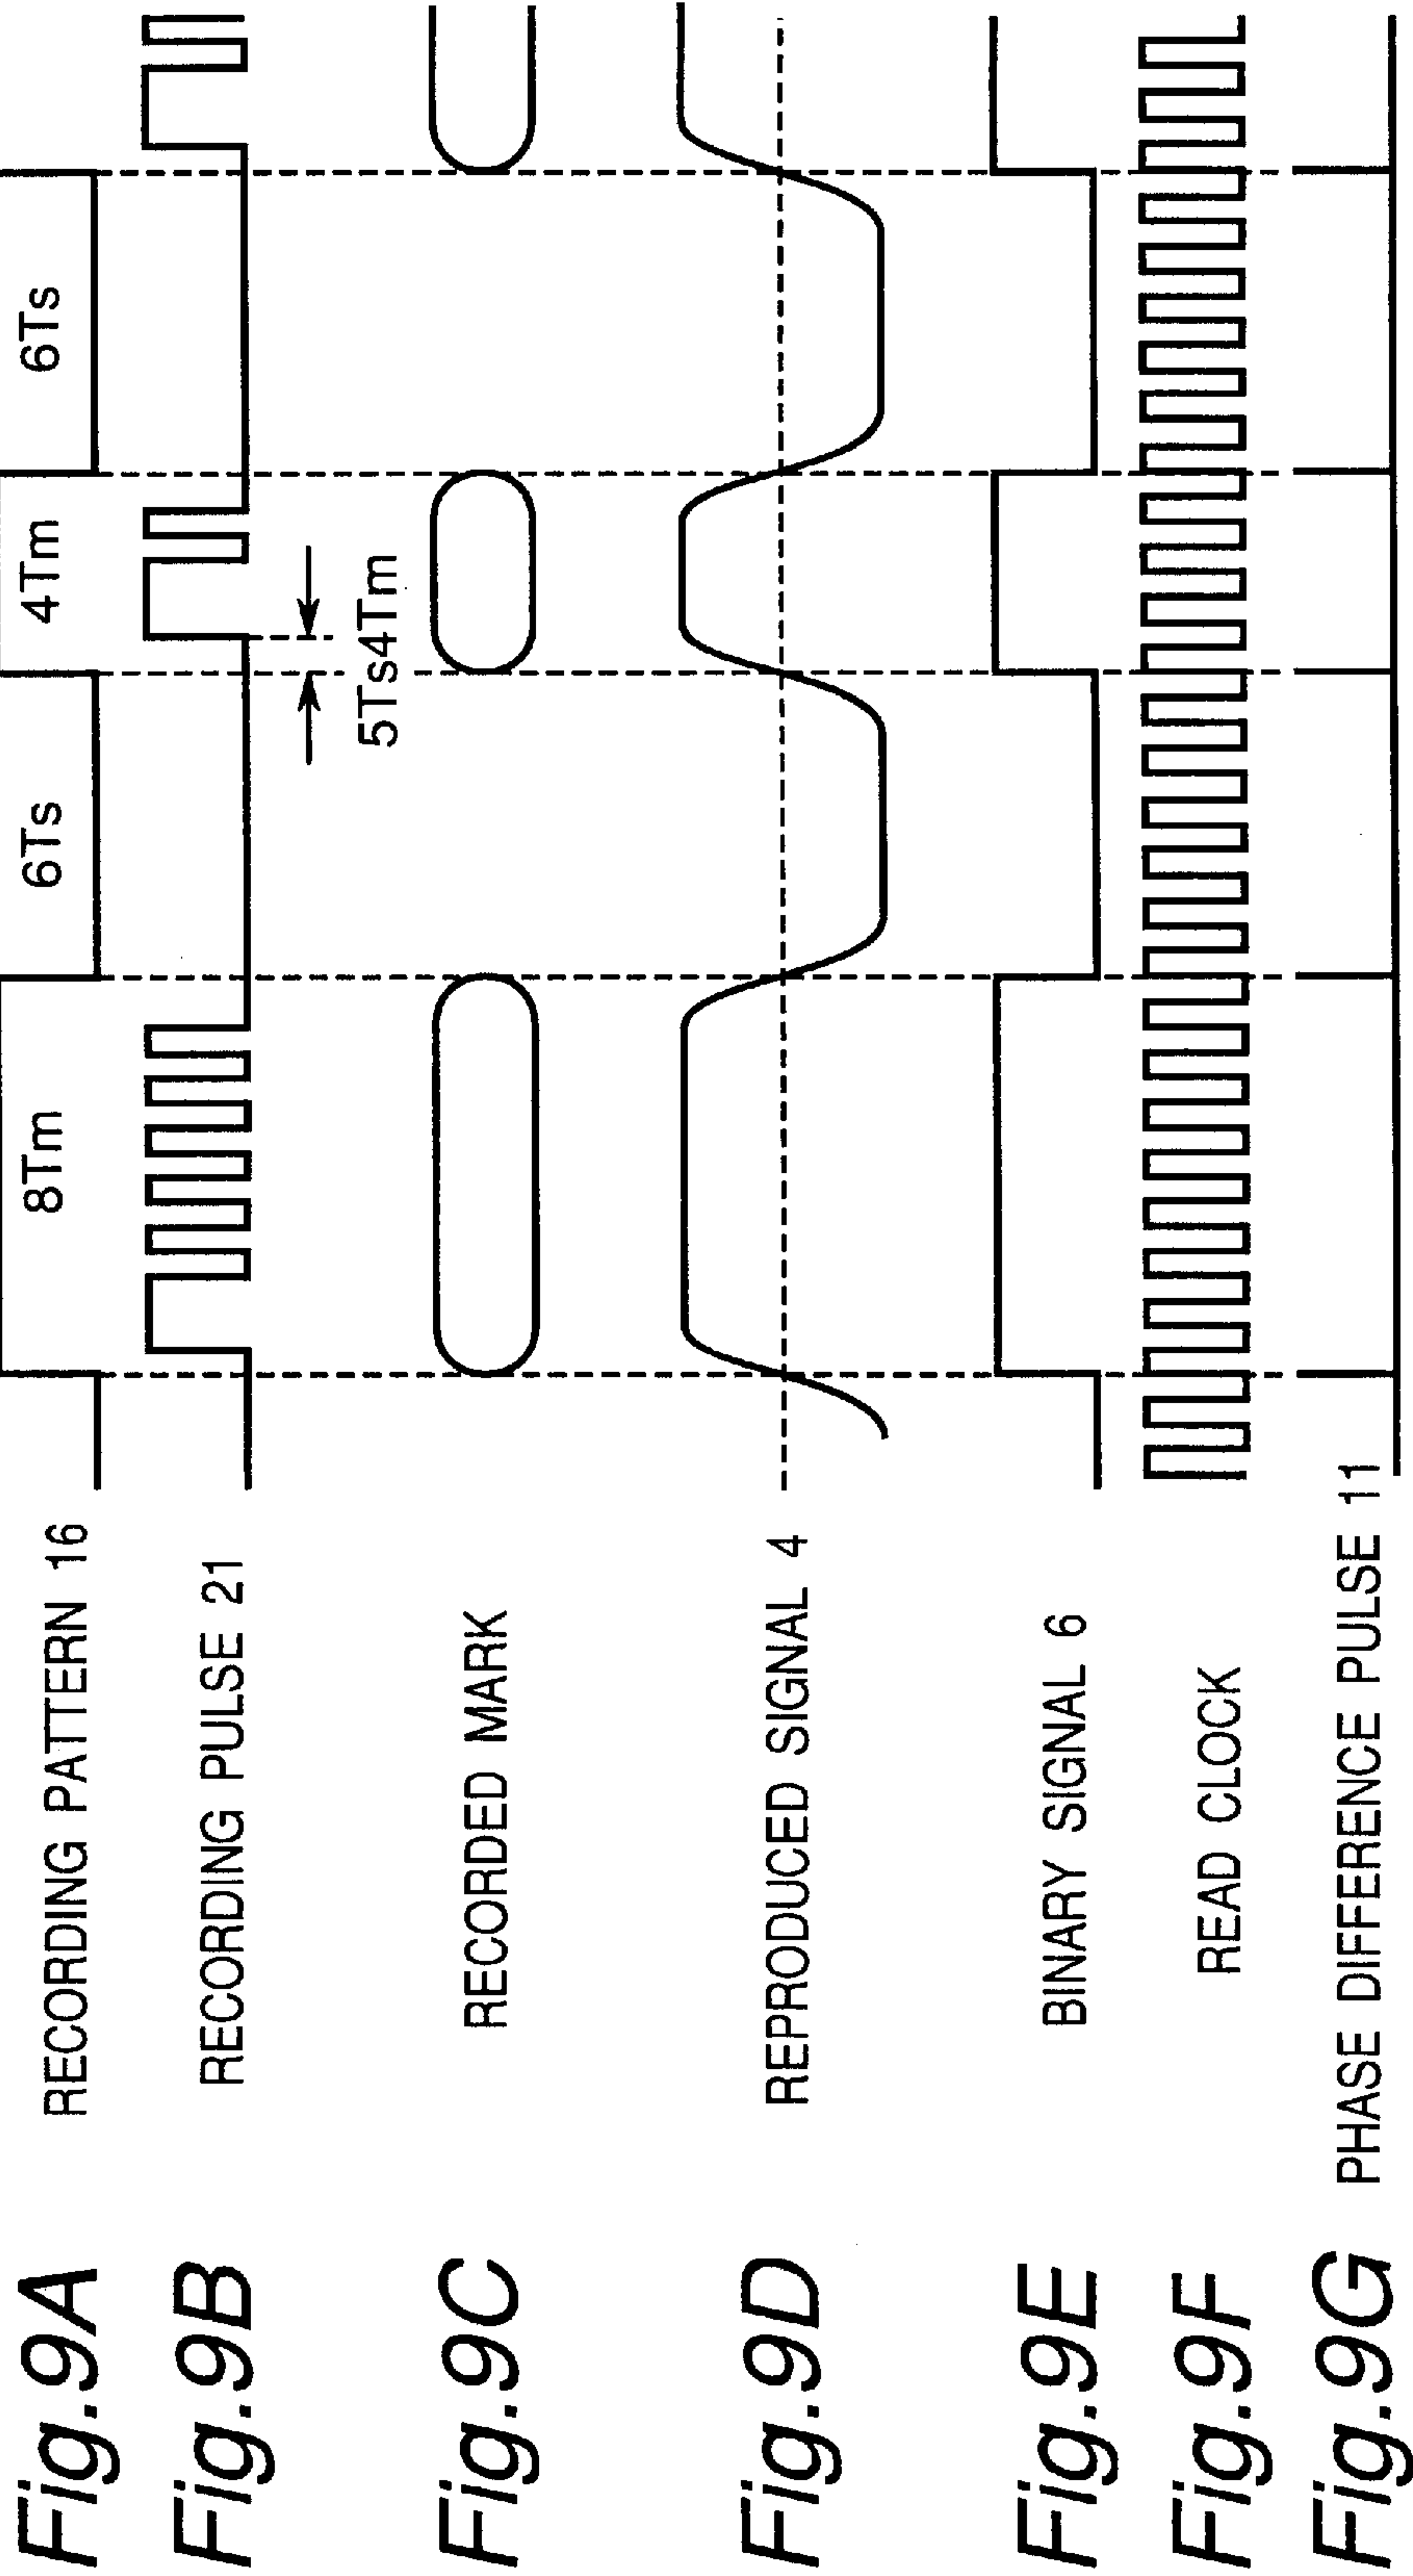 Fig.9A RECORDING PATTERN 16
8Tm 6Ts 4Tm 6Ts
Fig.9B RECORDING PULSE 21
5Ts4Tm
Fig.9C RECORDED MARK
Fig.9D REPRODUCED SIGNAL 4
Fig.9E BINARY SIGNAL 6
Fig.9F READ CLOCK
Fig.9G PHASE DIFFERENCE PULSE 11